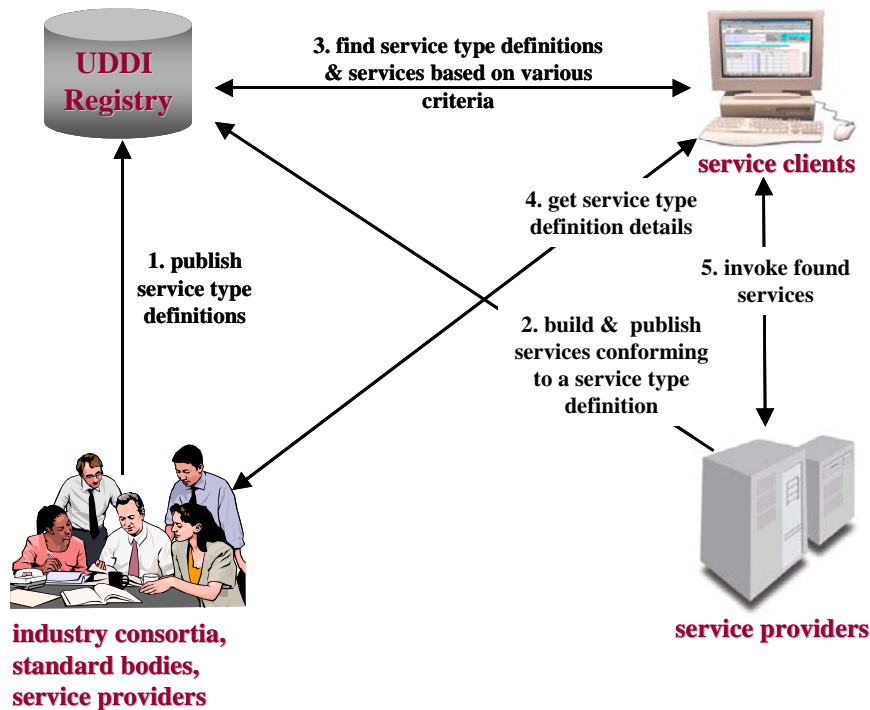 UDDI
Registry
3. find service type definitions
& services based on various
criteria
service clients
4. get service type
definition details
1. publish
service type
definitions
5. invoke found
services
2. build & publish
services conforming
to a service type
definition
industry consortia,
standard bodies,
service providers
service providers